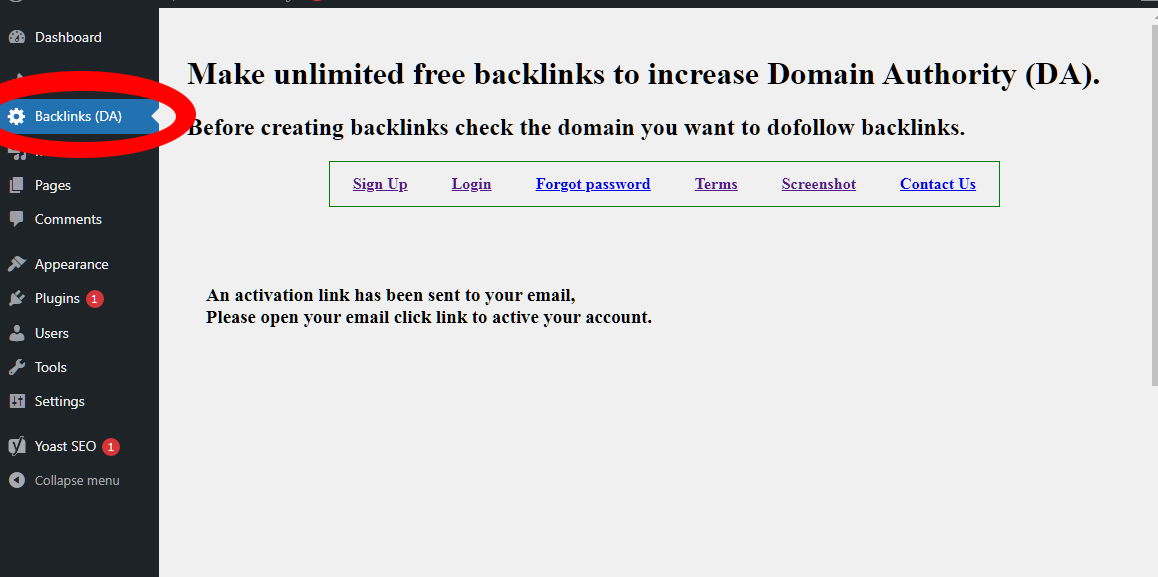 Dashboard
Backlinks (DA)
Pages
Comments
Appearance
Plugins 1
Users
Tools
Settings
Yoast SEO 1
Collapse menu
Make unlimited free backlinks to increase Domain Authority (DA).
Before creating backlinks check the domain you want to dofollow backlinks.
Sign Up Login Forgot password Terms Screenshot Contact Us
An activation link has been sent to your email,
Please open your email click link to active your account.